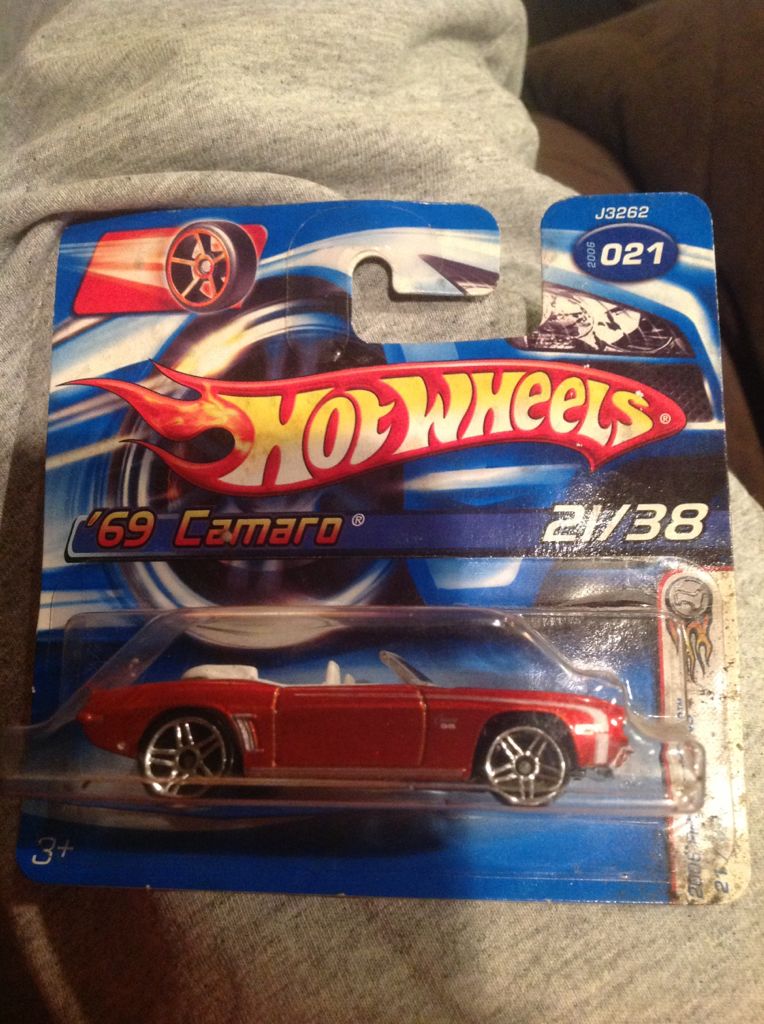 J3262
2006 021
HOT WHEELS®
'69 Camaro® 21/38
3+